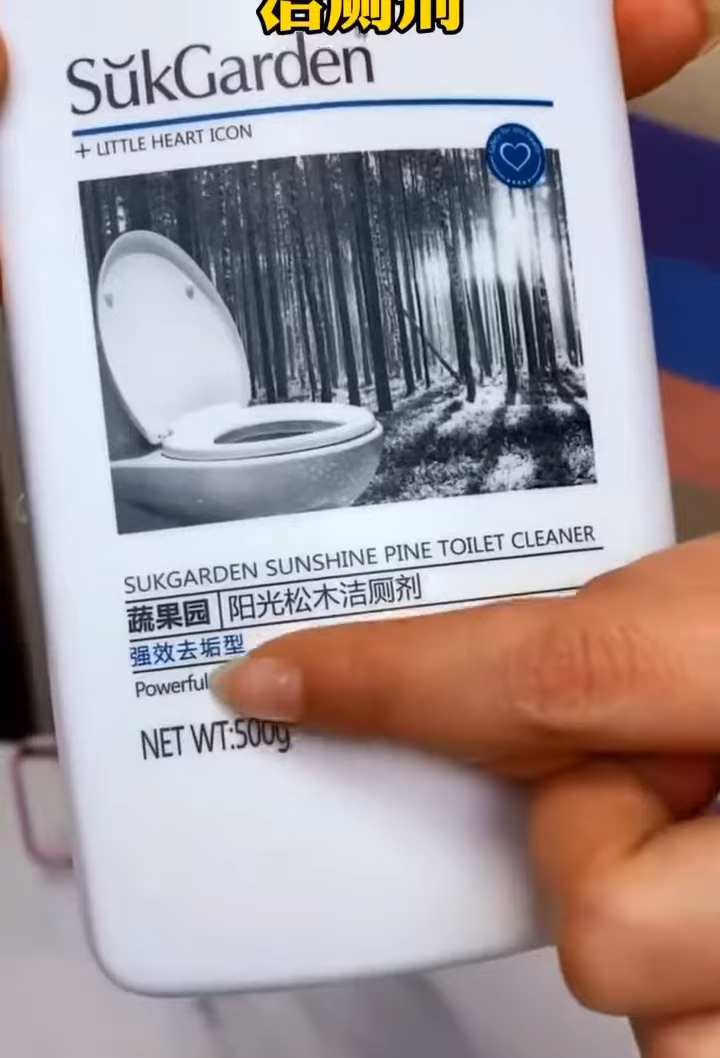 洁厕剂
SŭkGarden
+ LITTLE HEART ICON
SUKGARDEN SUNSHINE PINE TOILET CLEANER
蔬果园 阳光松木洁厕剂
强效去垢型
Powerful
NET WT:500g